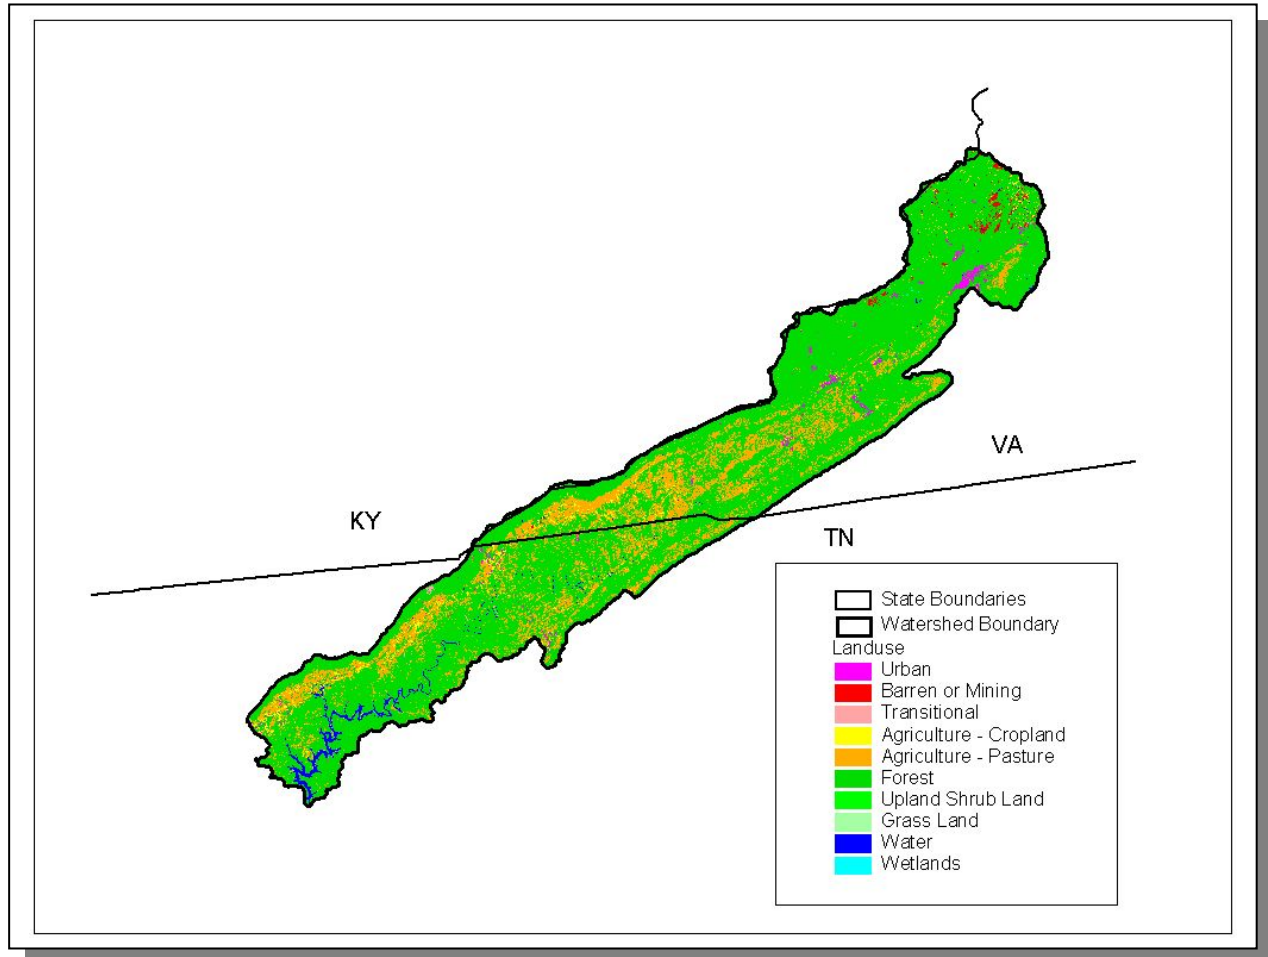 VA
KY
TN
State Boundaries
Watershed Boundary
Landuse
Urban
Barren or Mining
Transitional
Agriculture - Cropland
Agriculture - Pasture
Forest
Upland Shrub Land
Grass Land
Water
Wetlands